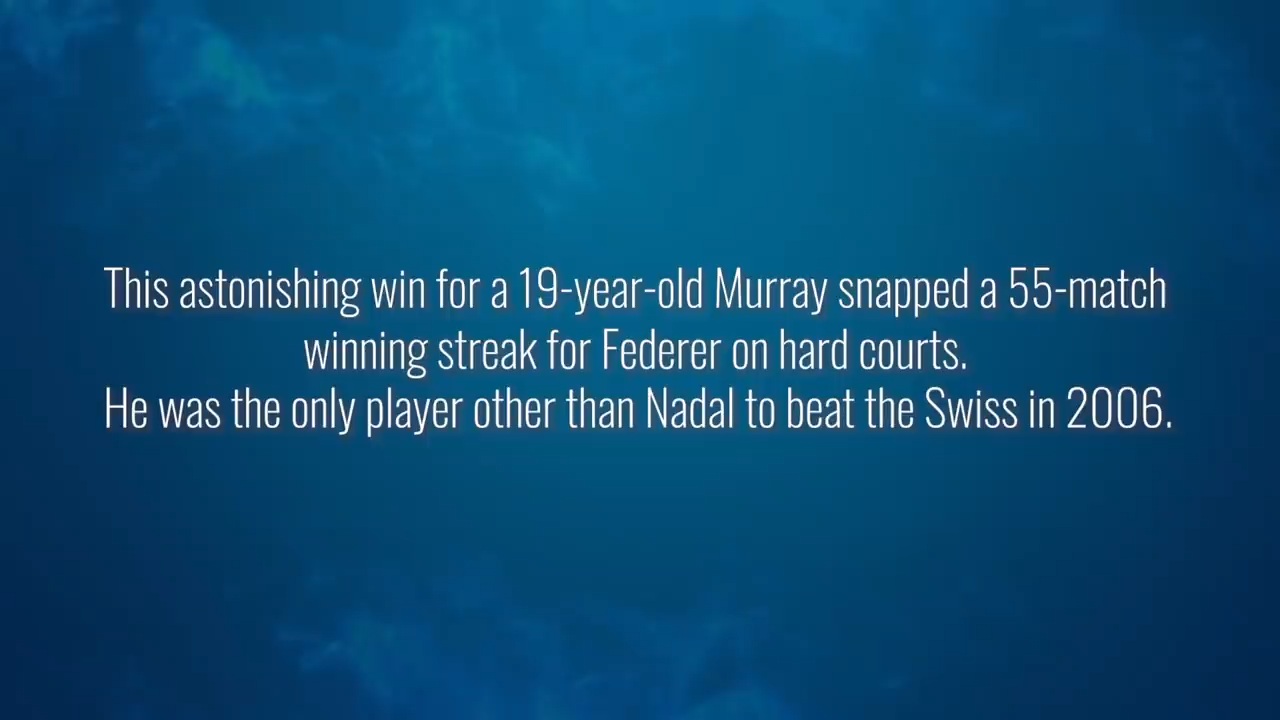 This astonishing win for a 19-year-old Murray snapped a 55-match
winning streak for Federer on hard courts.
He was the only player other than Nadal to beat the Swiss in 2006.